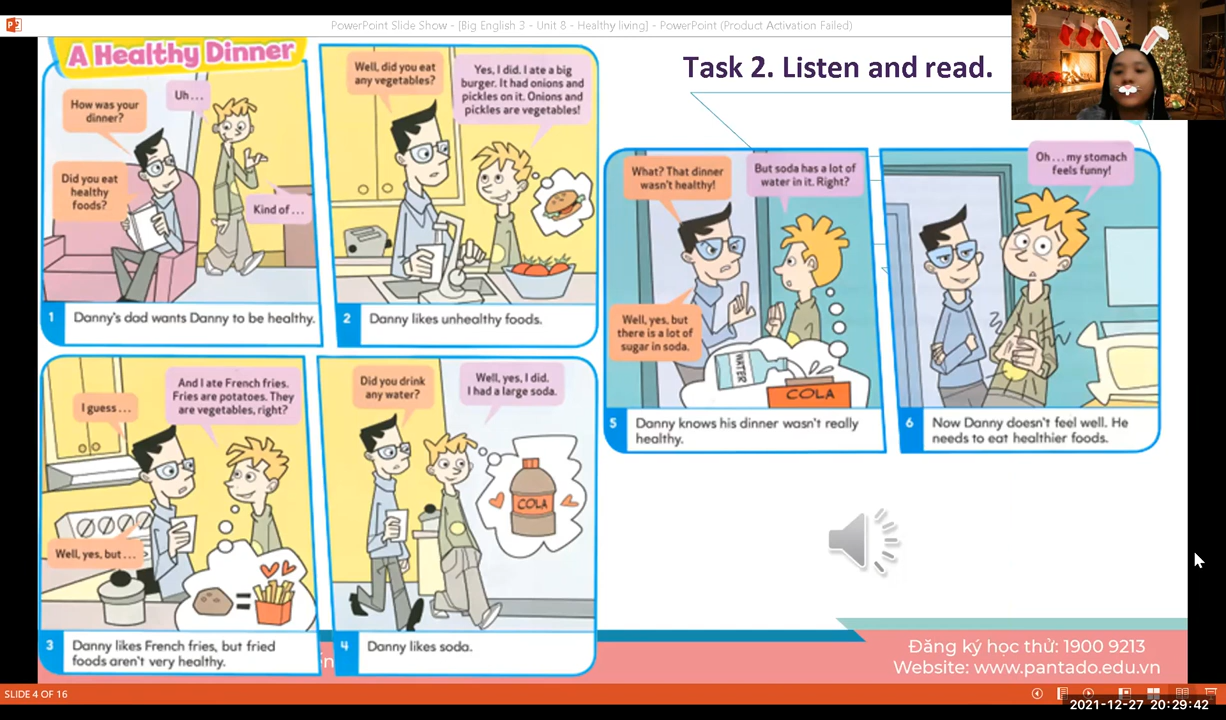 PowerPoint Slide Show - [Big English 3 - Unit 8 - Healthy living] - PowerPoint (Product Activation Failed)
Task 2. Listen and read.
A Healthy Dinner
How was your
dinner?
Uh...
Did you eat
healthy
foods?
Kind of...
1 Danny's dad wants Danny to be healthy.
Well, did you eat
any vegetables?
Yes, I did. I ate a big
burger. It had onions and
pickles on it. Onions and
pickles are vegetables!
2 Danny likes unhealthy foods.
I guess...
And I ate French fries.
Fries are potatoes. They
are vegetables, right?
Well, yes, but...
3 Danny likes French fries, but fried
foods aren't very healthy.
Did you drink
any water?
Well, yes, I did.
I had a large soda.
COLA
4 Danny likes soda.
What? That dinner
wasn't healthy!
But soda has a lot of
water in it. Right?
Well, yes, but
there is a lot of
sugar in soda.
WATER
COLA
5 Danny knows his dinner wasn't really
healthy.
Oh... my stomach
feels funny!
6 Now Danny doesn't feel well. He
needs to eat healthier foods.
Đăng ký học thử: 1900 9213
Website: www.pantado.edu.vn
SLIDE 4 OF 16
2021-12-27 20:29:42